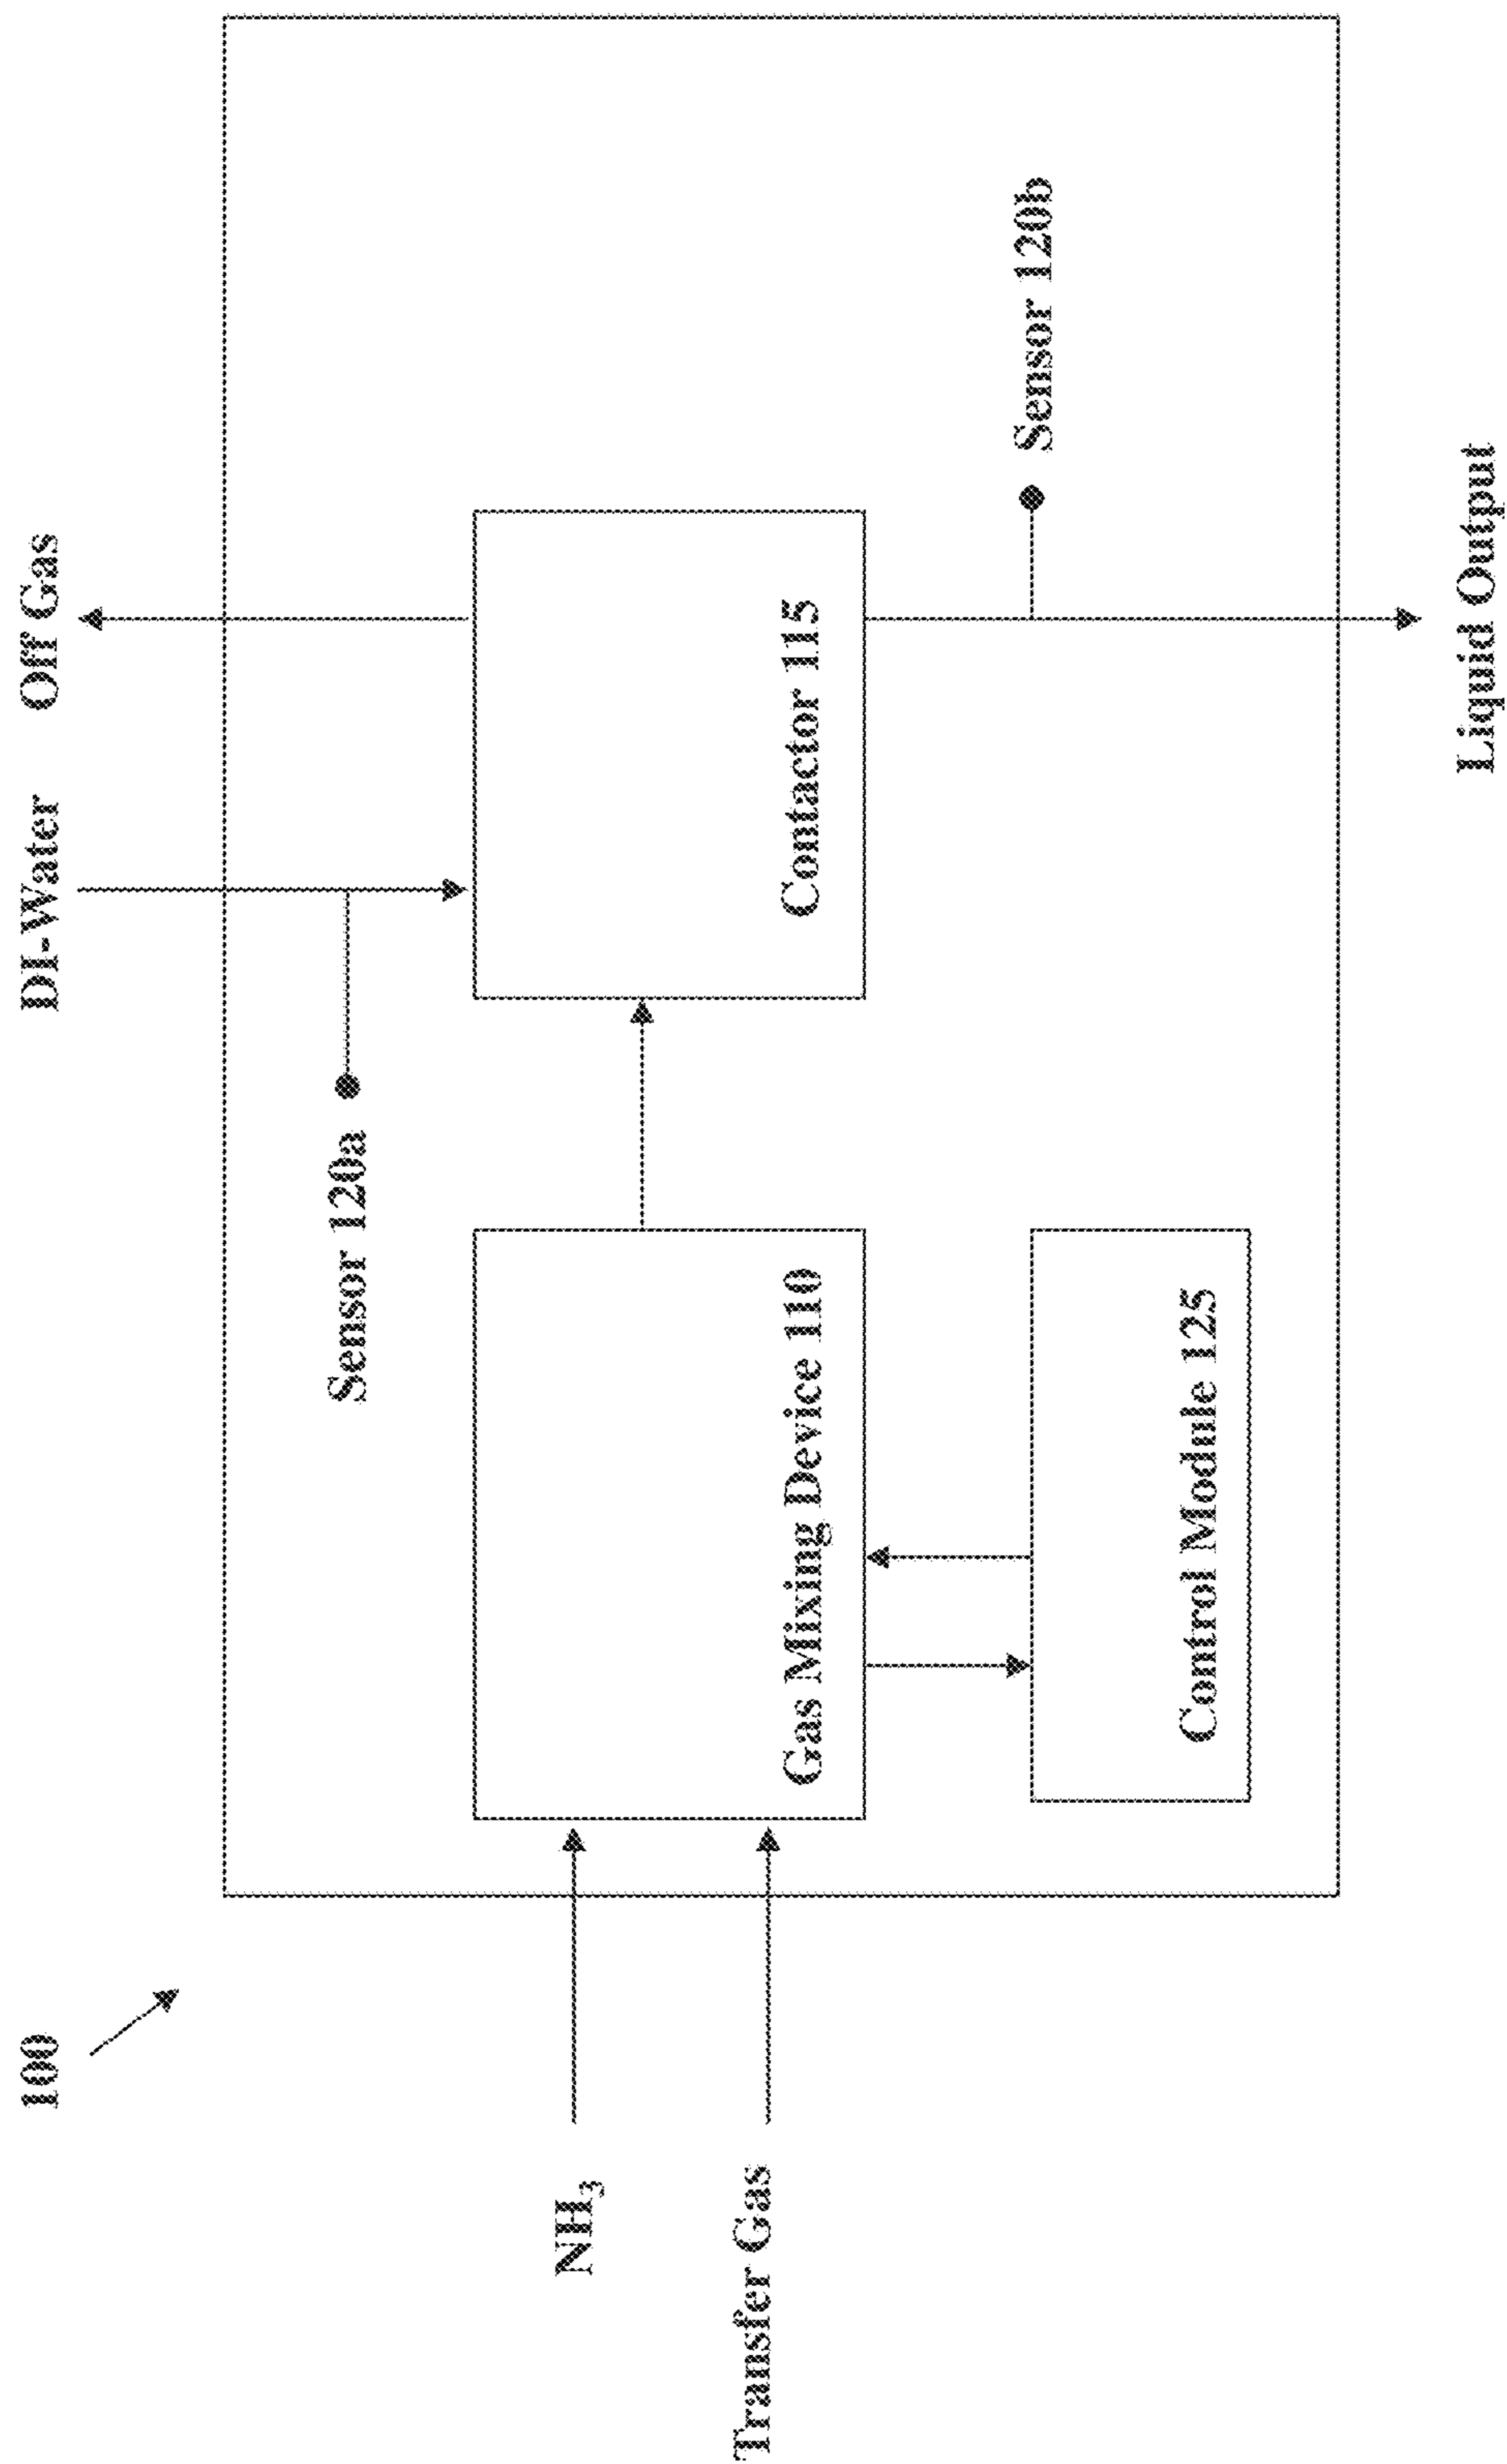 100
DI-Water
Off Gas
Sensor 120a
NH₃
Transfer Gas
Gas Mixing Device 110
Contactor 115
Sensor 120b
Control Module 125
Liquid Output